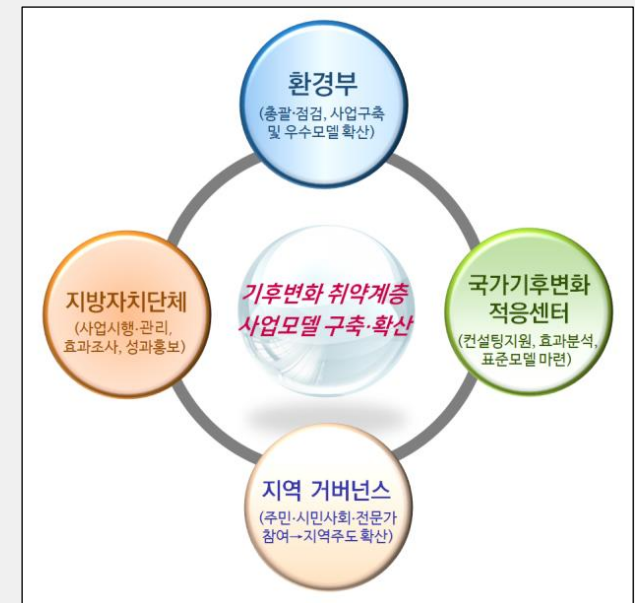 환경부
(총괄·점검, 사업구축
및 우수모델 확산)
지방자치단체
(사업시행·관리,
효과조사, 성과홍보)
기후변화 취약계층
사업모델 구축·확산
국가기후변화
적응센터
(컨설팅지원, 효과분석,
표준모델 마련)
지역 거버넌스
(주민·시민사회·전문가
참여→지역주도 확산)